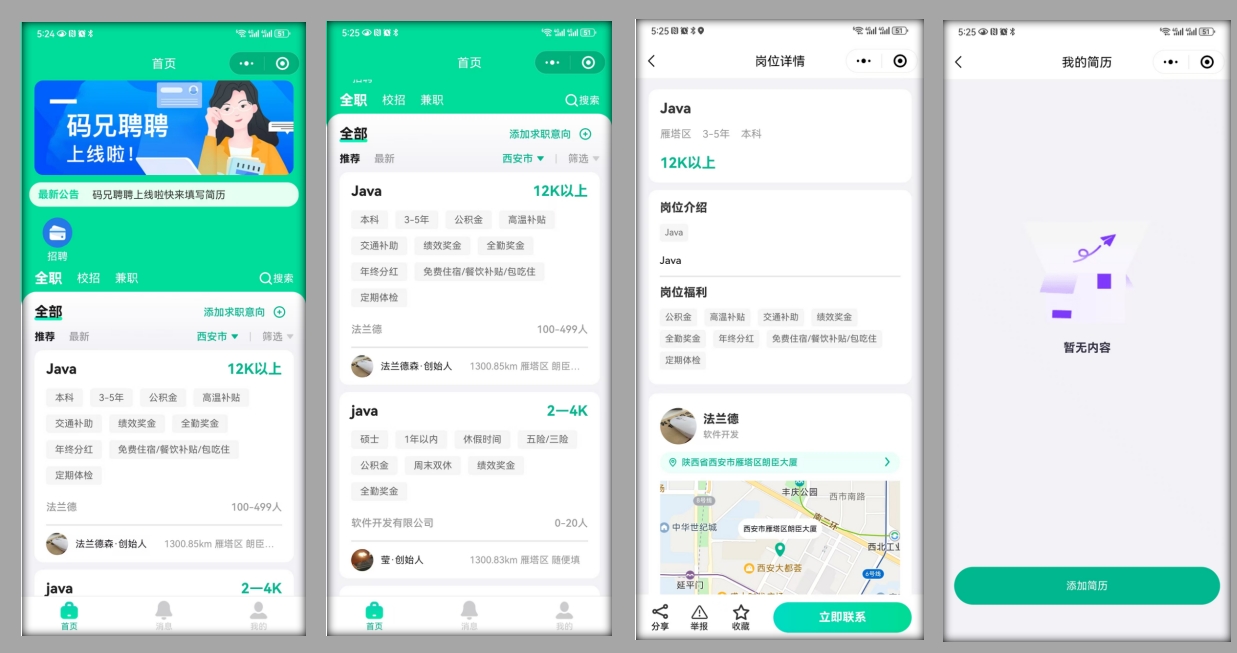 5:24
51
首页
码兄聘聘
上线啦!
最新公告 码兄聘聘上线啦快来填写简历
招聘
全职 校招 兼职 搜索
全部 添加求职意向
推荐 最新 西安市 筛选
Java 12K以上
本科 3-5年 公积金 高温补贴
交通补助 绩效奖金 全勤奖金
年终分红 免费住宿/餐饮补贴/包吃住
定期体检
法兰德 100-499人
法兰德森·创始人 1300.85km 雁塔区 朗臣...
java 2一4K
首页 消息 我的
5:25
51
首页
全职 校招 兼职 搜索
全部 添加求职意向
推荐 最新 西安市 筛选
Java 12K以上
本科 3-5年 公积金 高温补贴
交通补助 绩效奖金 全勤奖金
年终分红 免费住宿/餐饮补贴/包吃住
定期体检
法兰德 100-499人
法兰德森·创始人 1300.85km 雁塔区 朗臣...
java 2一4K
硕士 1年以内 休假时间 五险/三险
公积金 周末双休 绩效奖金
全勤奖金
软件开发有限公司 0-20人
莹·创始人 1300.83km 雁塔区 随便填
首页 消息 我的
5:25
51
岗位详情
Java
雁塔区 3-5年 本科
12K以上
岗位介绍
Java
Java
岗位福利
公积金 高温补贴 交通补助 绩效奖金
全勤奖金 年终分红 免费住宿/餐饮补贴/包吃住
定期体检
法兰德
软件开发
陕西省西安市雁塔区朗臣大厦
丰庆公园 西市南路
6号线
南二环
中华世纪城
西安市雁塔区朗臣大厦
西北工业
西安大都荟
6号线
延平门
分享 举报 收藏 立即联系
5:25
51
我的简历
暂无内容
添加简历